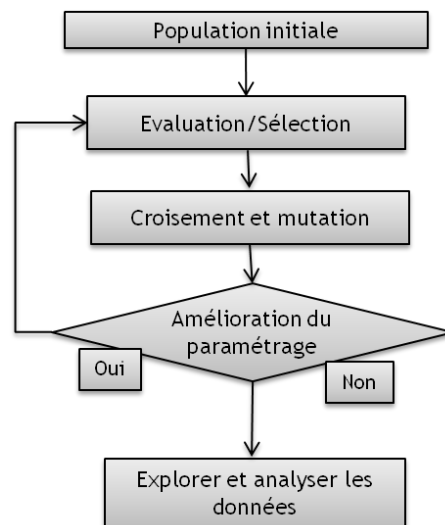 Population initiale
Evaluation/Sélection
Croisement et mutation
Amélioration du
paramétrage
Oui
Non
Explorer et analyser les
données